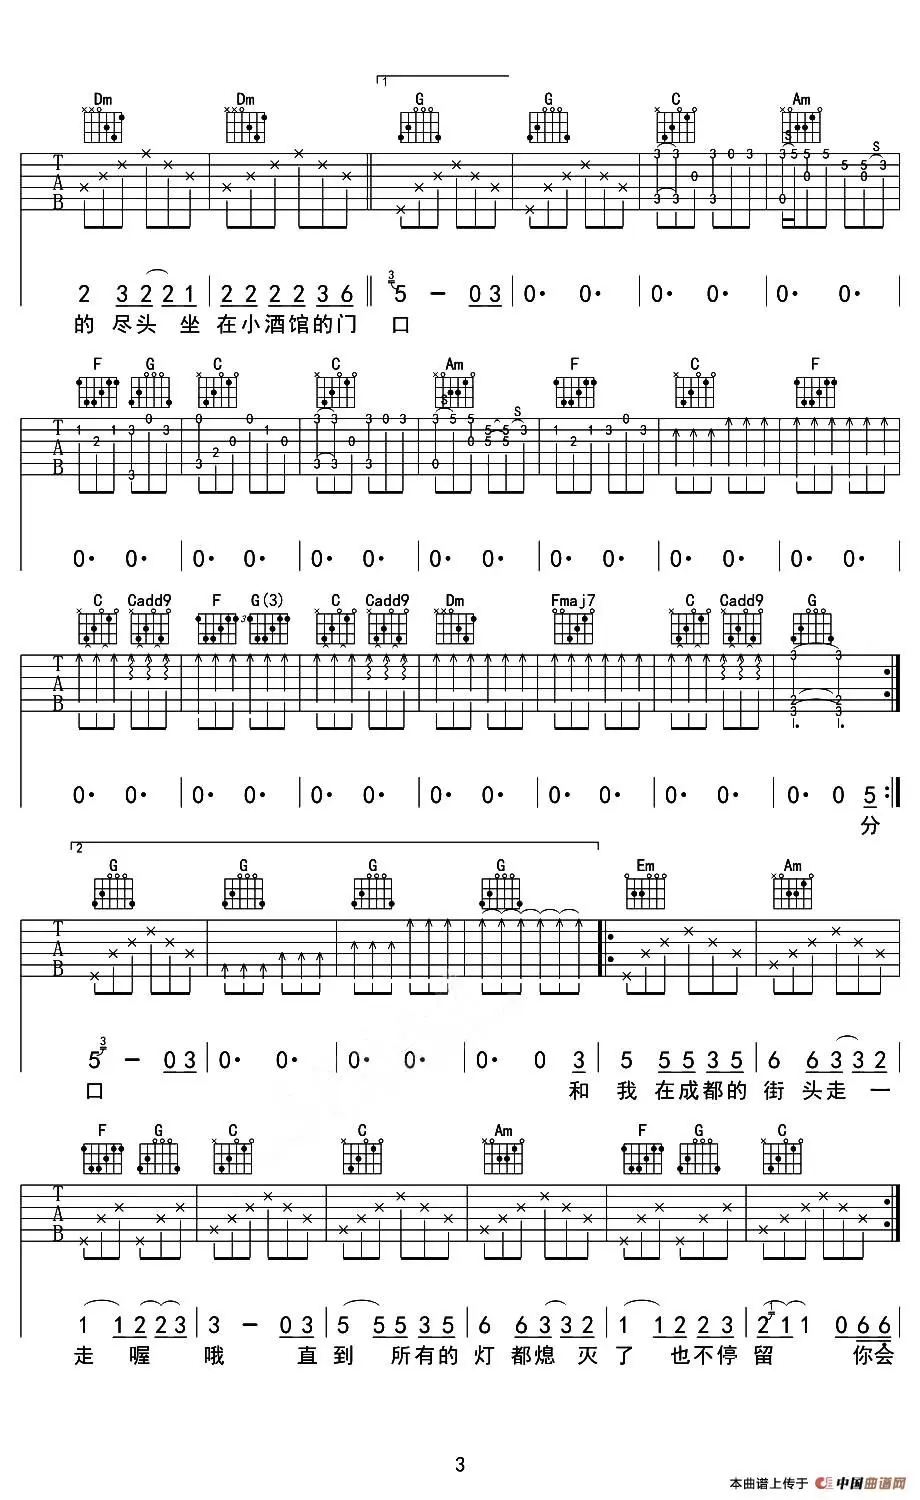 1
Dm Dm G G C Am
2 3 2 2 1 2 2 2 2 3 6 5 — 0 3 0· 0· 0· 0· 0· 0·
的 尽头 坐 在小酒馆的门 口
F G C C Am F C F
0· 0· 0· 0· 0· 0· 0· 0· 0· 0· 0· 0· 0· 0·
C Cadd9 F G(3) C Cadd9 Dm Fmaj7 C Cadd9 G
0· 0· 0· 0· 0· 0· 0· 0· 0· 0· 0· 0· 0· 0 5
分
2
G G G G Em Am
5 — 0 3 0· 0· 0· 0· 0· 0 3 5 5 5 3 5 6 6 3 3 2
口 和 我 在成都的 街 头走 一
F G C C Am F G C
1 1 2 2 3 3 — 0 3 5 5 5 3 5 6 6 3 3 2 1 1 2 2 3 2 1 1 0 6 6
走 喔 哦 直 到 所有的 灯 都熄 灭 了 也不停 留 你会
3
本曲谱上传于 中国曲谱网